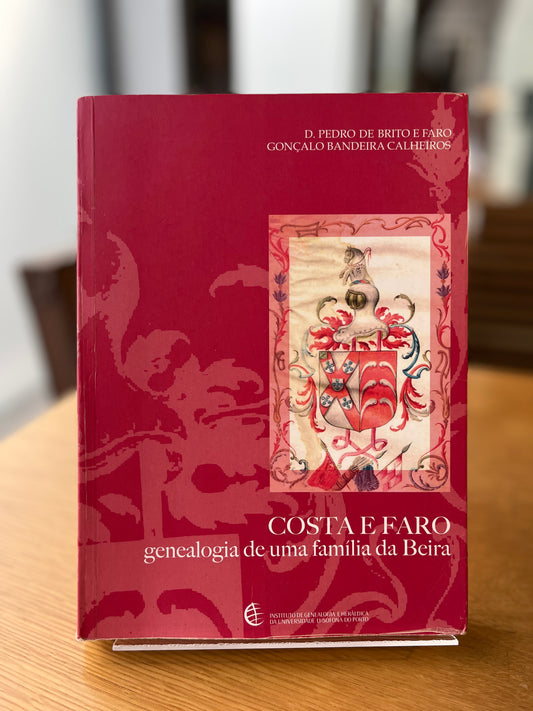 D. PEDRO DE BRITO E FARO
GONÇALO BANDEIRA CALHEIROS
COSTA E FARO
genealogia de uma família da Beira
INSTITUTO DE GENEALOGIA E HERÁLDICA
DA UNIVERSIDADE LUSÓFONA DO PORTO